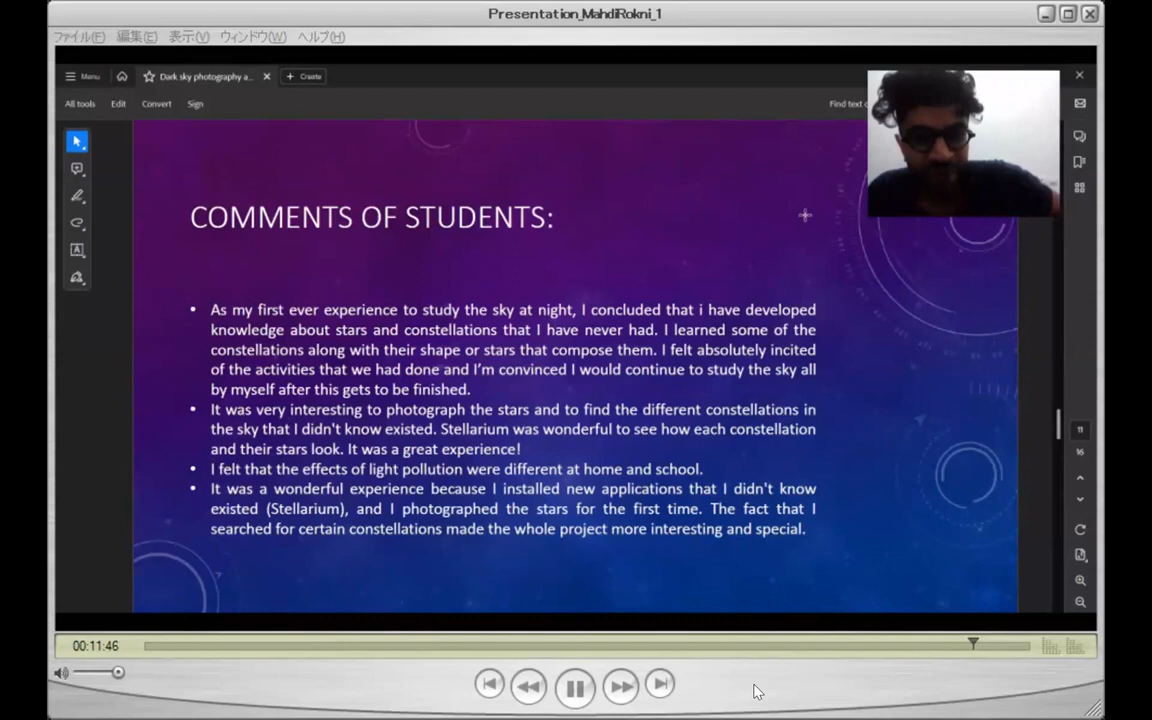 Presentation_MahdiRokni_1
ファイル(F) 編集(E) 表示(V) ウィンドウ(W) ヘルプ(H)
Menu Dark sky photography a... Create
All tools Edit Convert Sign Find text o
COMMENTS OF STUDENTS:
• As my first ever experience to study the sky at night, I concluded that i have developed
knowledge about stars and constellations that I have never had. I learned some of the
constellations along with their shape or stars that compose them. I felt absolutely incited
of the activities that we had done and I'm convinced I would continue to study the sky all
by myself after this gets to be finished.
• It was very interesting to photograph the stars and to find the different constellations in
the sky that I didn't know existed. Stellarium was wonderful to see how each constellation
and their stars look. It was a great experience!
• I felt that the effects of light pollution were different at home and school.
• It was a wonderful experience because I installed new applications that I didn't know
existed (Stellarium), and I photographed the stars for the first time. The fact that I
searched for certain constellations made the whole project more interesting and special.
11
16
00:11:46